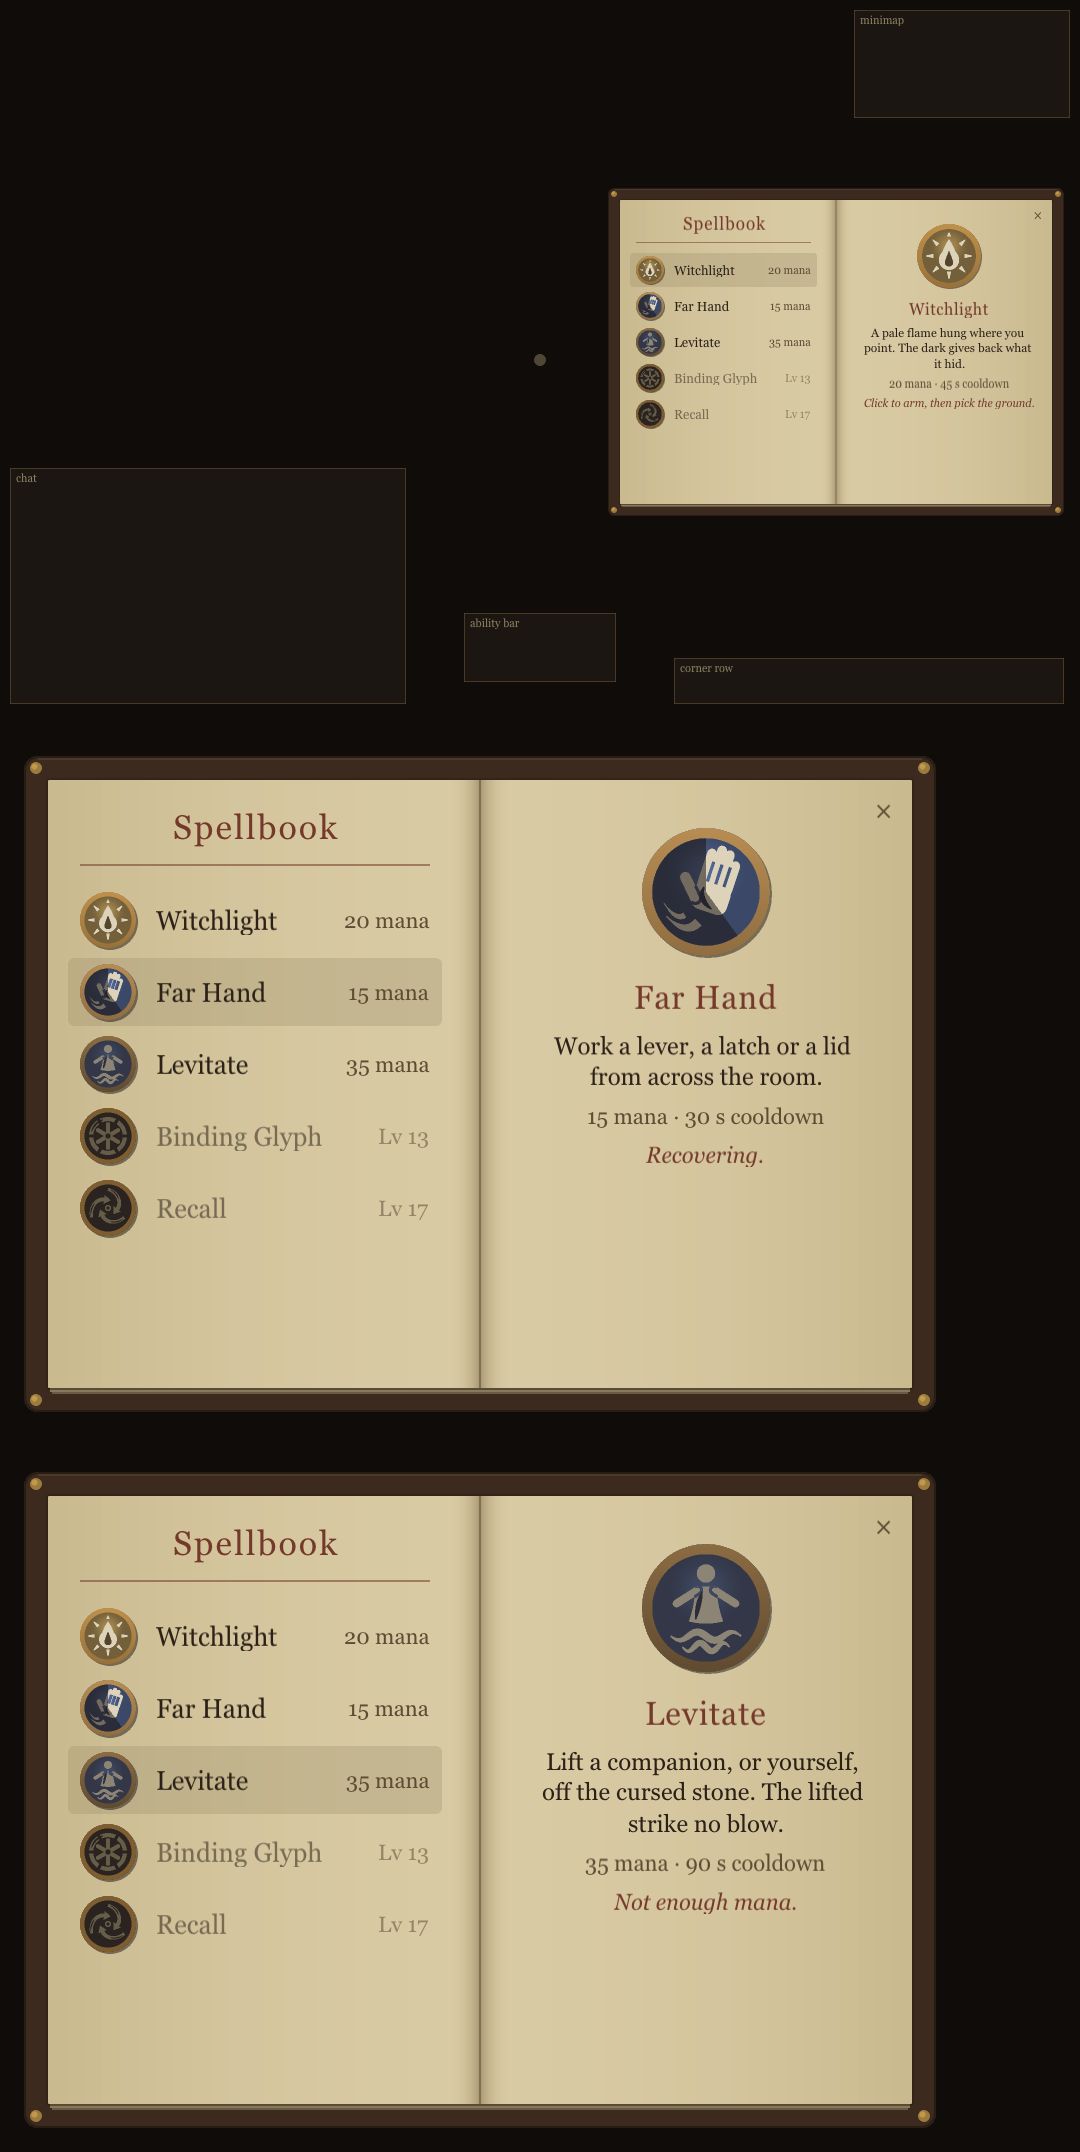 minimap
Spellbook
×
Witchlight 20 mana
Far Hand 15 mana
Levitate 35 mana
Binding Glyph Lv 13
Recall Lv 17
Witchlight
A pale flame hung where you
point. The dark gives back what
it hid.
20 mana · 45 s cooldown
Click to arm, then pick the ground.
chat
ability bar
corner row
Spellbook
×
Witchlight 20 mana
Far Hand 15 mana
Levitate 35 mana
Binding Glyph Lv 13
Recall Lv 17
Far Hand
Work a lever, a latch or a lid
from across the room.
15 mana · 30 s cooldown
Recovering.
Spellbook
×
Witchlight 20 mana
Far Hand 15 mana
Levitate 35 mana
Binding Glyph Lv 13
Recall Lv 17
Levitate
Lift a companion, or yourself,
off the cursed stone. The lifted
strike no blow.
35 mana · 90 s cooldown
Not enough mana.